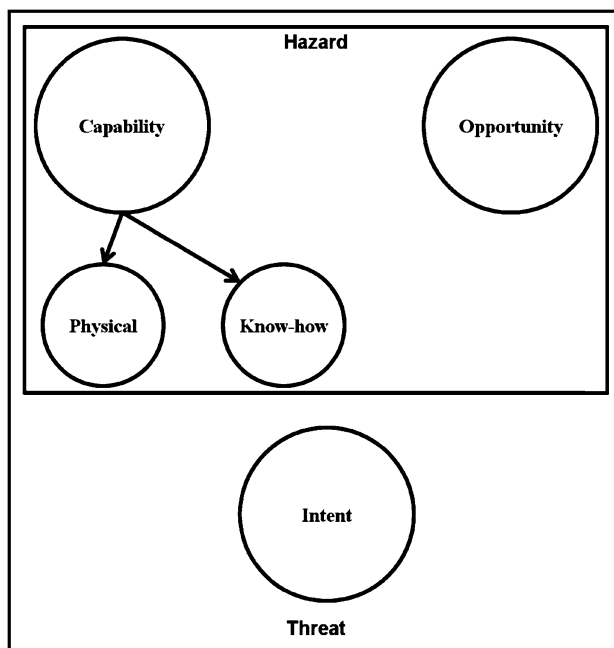 Hazard
Capability
Opportunity
Physical
Know-how
Intent
Threat